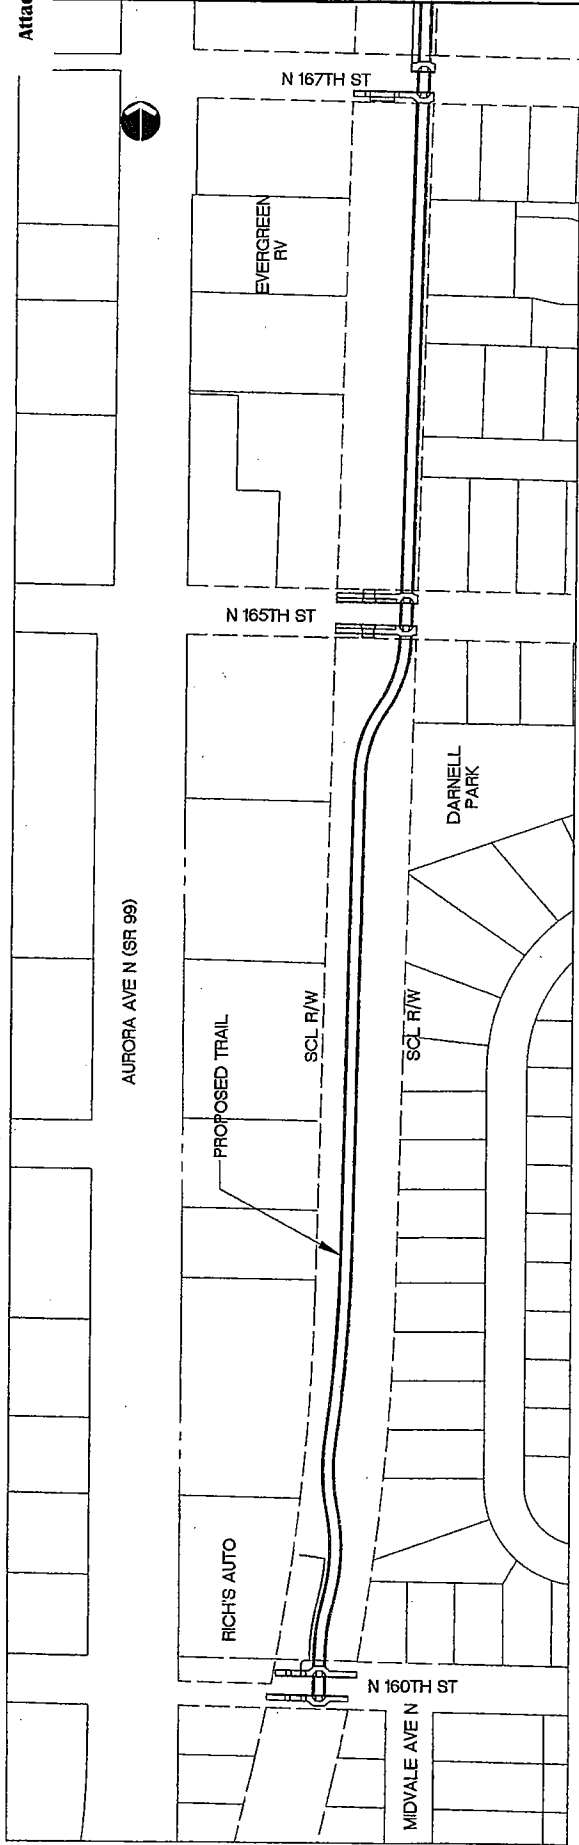 Attac
N 167TH ST
EVERGREEN
RV
N 165TH ST
DARNELL
PARK
AURORA AVE N (SR 99)
SCL R/W
SCL R/W
PROPOSED TRAIL
RICH'S AUTO
N 160TH ST
MIDVALE AVE N